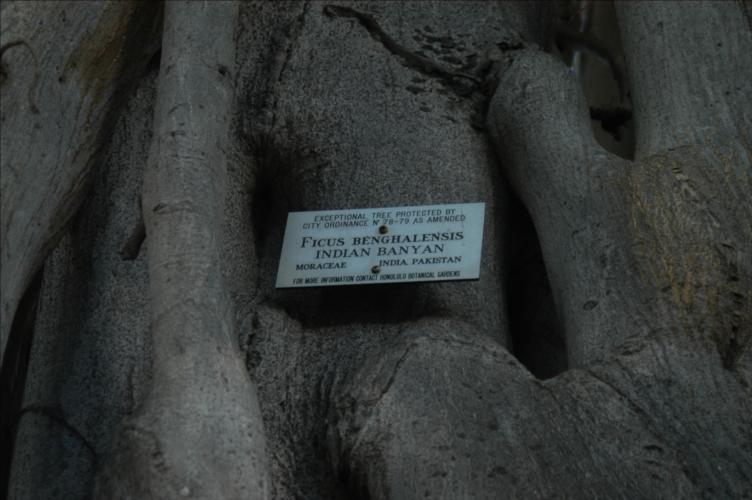 EXCEPTIONAL TREE PROTECTED BY
CITY ORDINANCE Nº 78-79 AS AMENDED
FICUS BENGHALENSIS
INDIAN BANYAN
MORACEAE INDIA, PAKISTAN
FOR MORE INFORMATION CONTACT HONOLULU BOTANICAL GARDENS